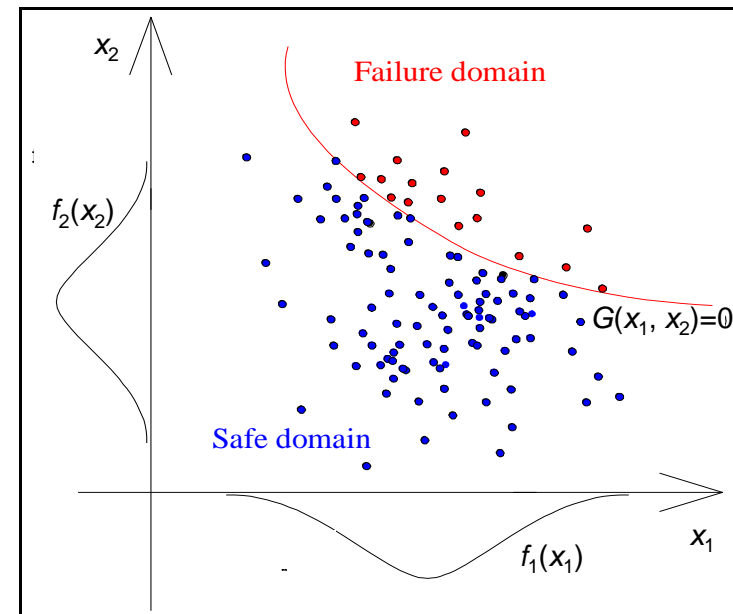 x2
Failure domain
f2(x2)
G(x1, x2)=0
Safe domain
x1
f1(x1)